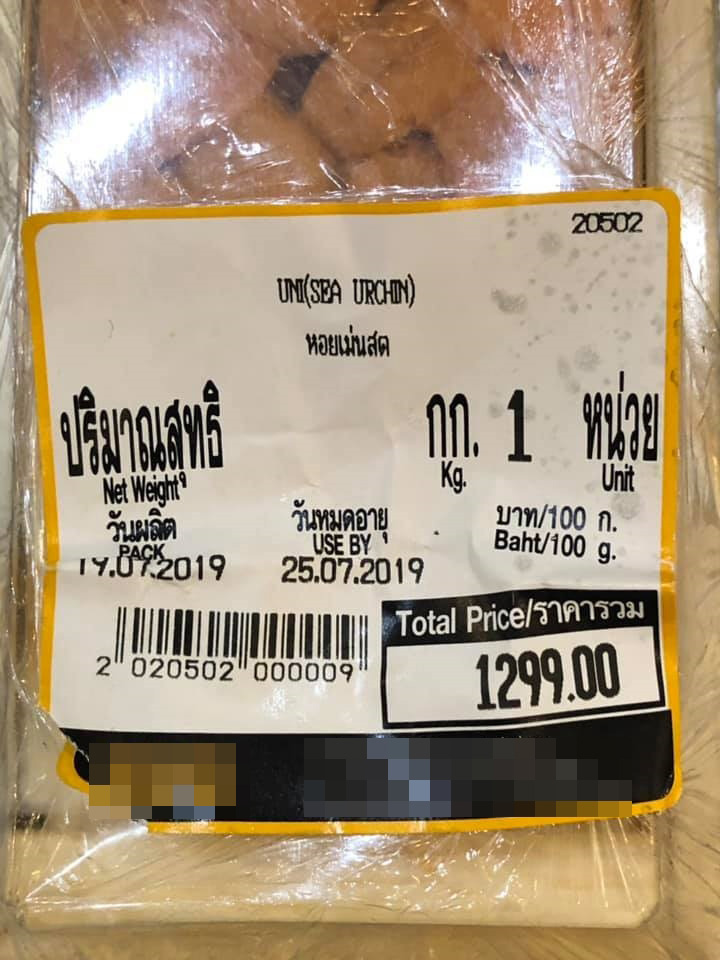 20502
UNI(SEA URCHIN)
หอยเม่นสด
ปริมาณสุทธิ กก. 1 หน่วย
Net Weight Kg. Unit
วันผลิต วันหมดอายุ บาท/100 ก.
PACK USE BY Baht/100 g.
19.07.2019 25.07.2019
Total Price/ราคารวม
1299.00
2 020502 000009